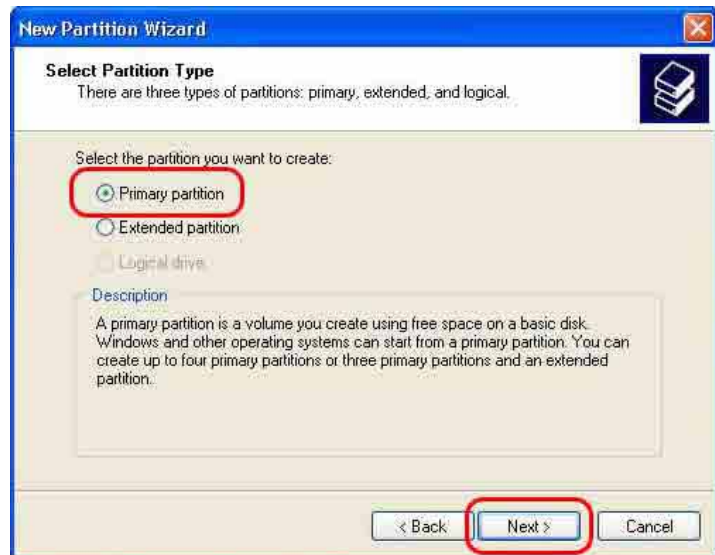 New Partition Wizard
Select Partition Type
There are three types of partitions: primary, extended, and logical.
Select the partition you want to create:
Primary partition
Extended partition
Logical drive
Description
A primary partition is a volume you create using free space on a basic disk.
Windows and other operating systems can start from a primary partition. You can
create up to four primary partitions or three primary partitions and an extended
partition.
< Back
Next >
Cancel